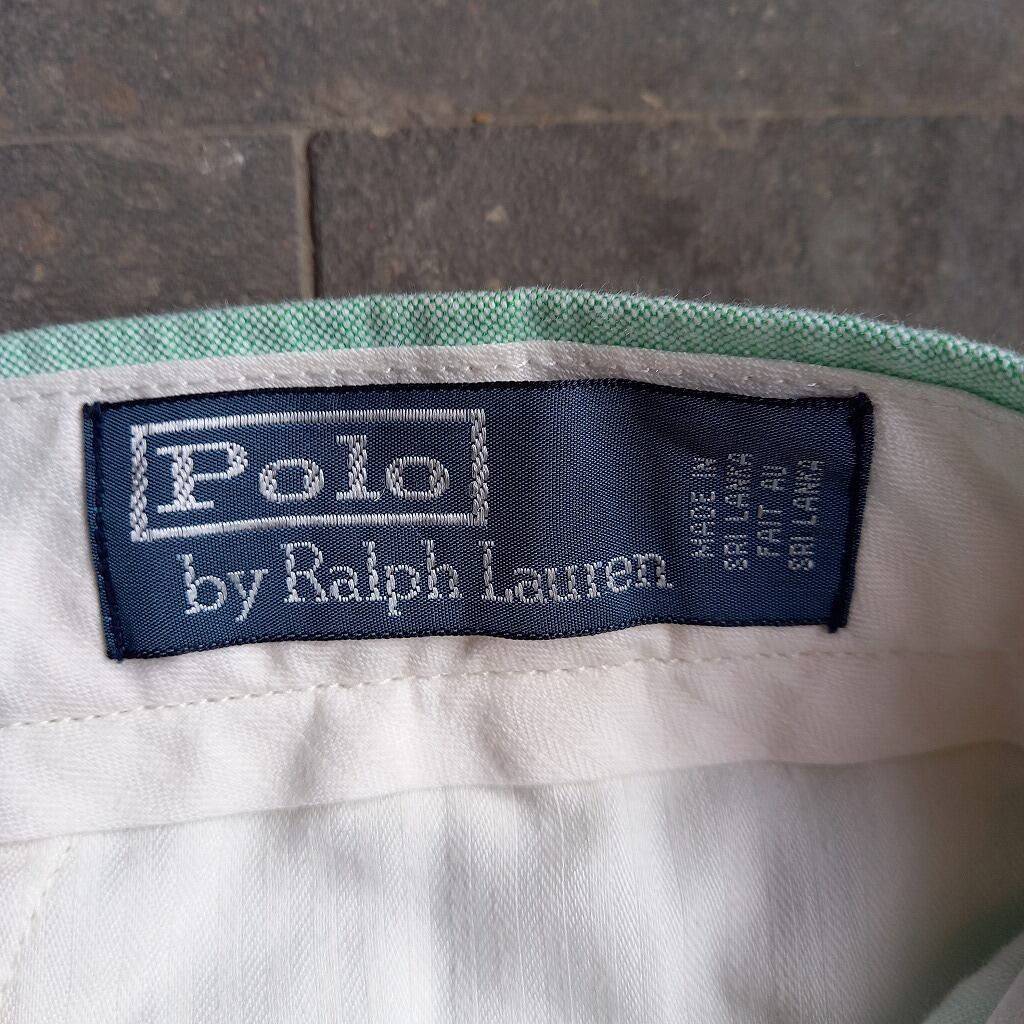 Polo
by Ralph Lauren
MADE IN
SRI LANKA
FAIT AU
SRI LANKA